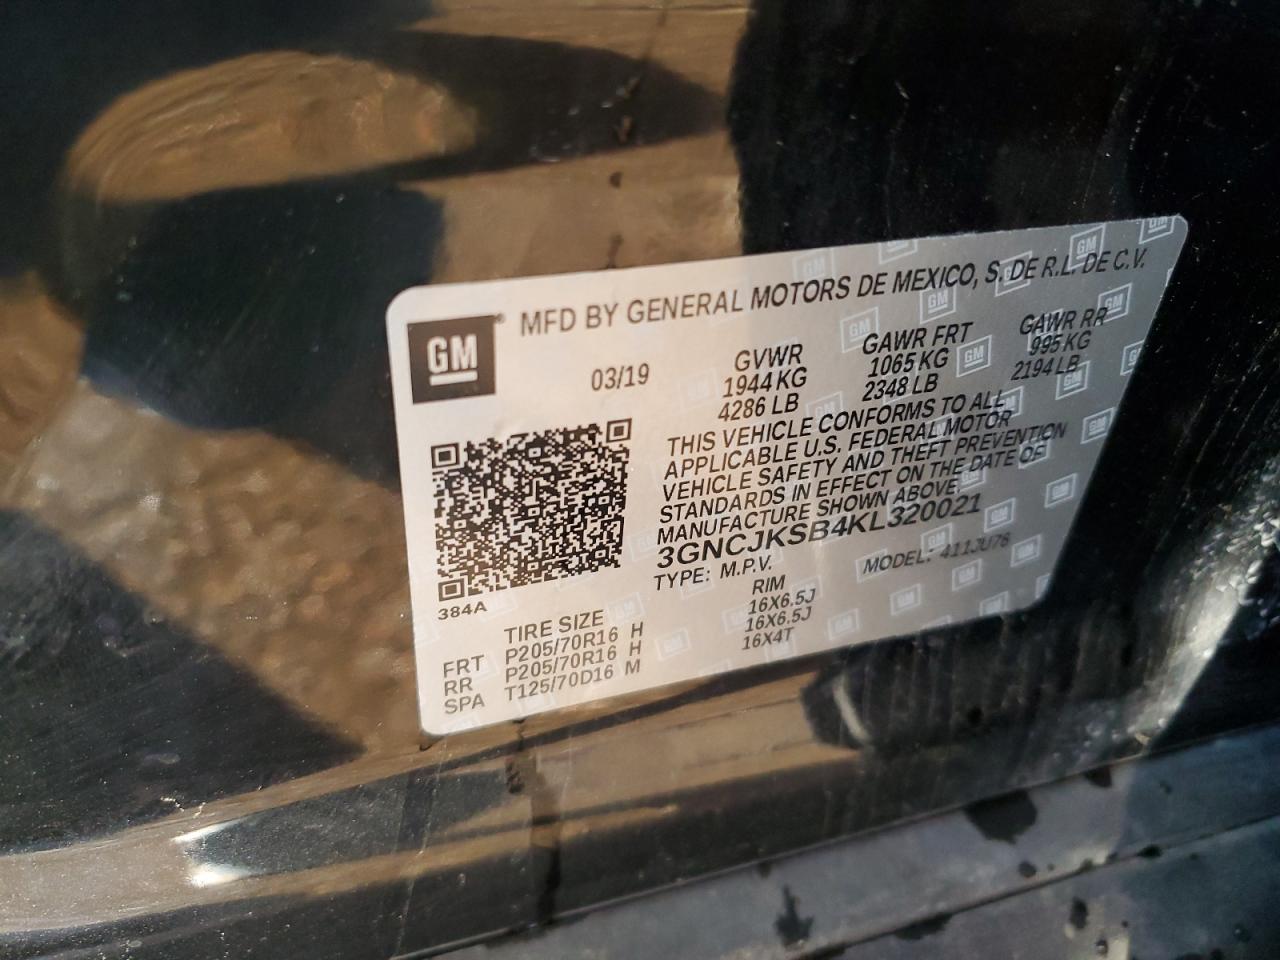 GM
MFD BY GENERAL MOTORS DE MEXICO, S. DE R.L. DE C.V.
03/19
GVWR
1944 KG
4286 LB
GAWR FRT
1065 KG
2348 LB
GAWR RR
995 KG
2194 LB
THIS VEHICLE CONFORMS TO ALL
APPLICABLE U.S. FEDERAL MOTOR
VEHICLE SAFETY AND THEFT PREVENTION
STANDARDS IN EFFECT ON THE DATE OF
MANUFACTURE SHOWN ABOVE
3GNCJKSB4KL320021
TYPE: M.P.V.
MODEL: 411JU76
384A
TIRE SIZE RIM
FRT P205/70R16 H 16X6.5J
RR P205/70R16 H 16X6.5J
SPA T125/70D16 M 16X4T